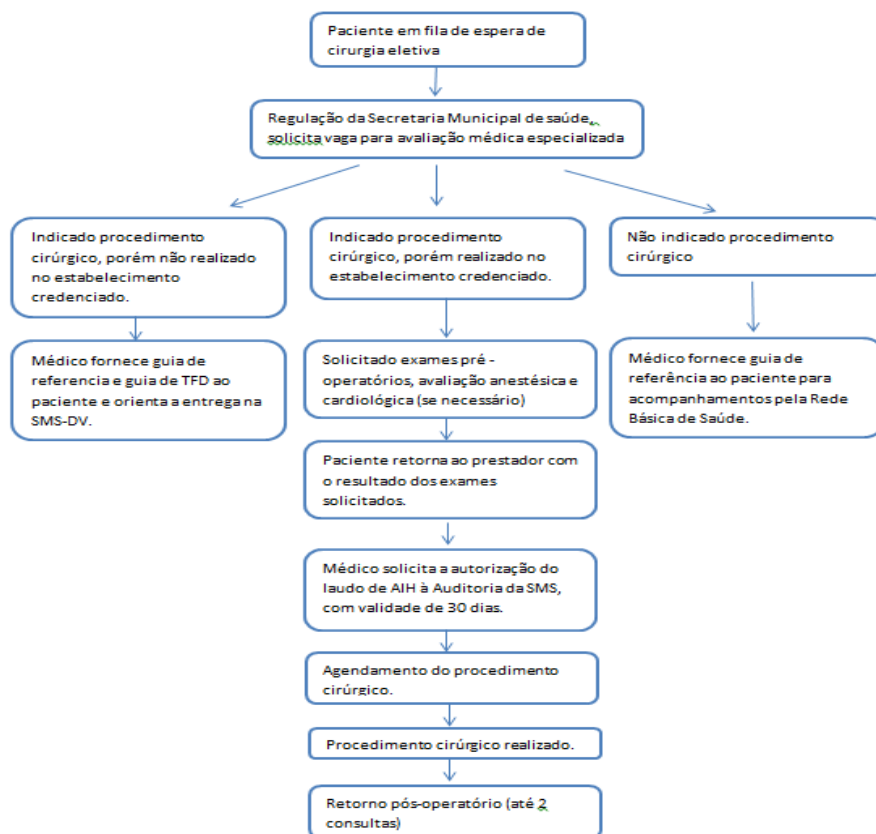 Paciente em fila de espera de
cirurgia eletiva
Regulação da Secretaria Municipal de saúde,
solicita vaga para avaliação médica especializada
Indicado procedimento
cirúrgico, porém não realizado
no estabelecimento
credenciado.
Indicado procedimento
cirúrgico, porém realizado no
estabelecimento credenciado.
Não indicado procedimento
cirúrgico
Médico fornece guia de
referencia e guia de TFD ao
paciente e orienta a entrega na
SMS-DV.
Solicitado exames pré -
operatórios, avaliação anestésica e
cardiológica (se necessário)
Médico fornece guia de
referência ao paciente para
acompanhamentos pela Rede
Básica de Saúde.
Paciente retorna ao prestador com
o resultado dos exames
solicitados.
Médico solicita a autorização do
laudo de AIH à Auditoria da SMS,
com validade de 30 dias.
Agendamento do procedimento
cirúrgico.
Procedimento cirúrgico realizado.
Retorno pós-operatório (até 2
consultas)